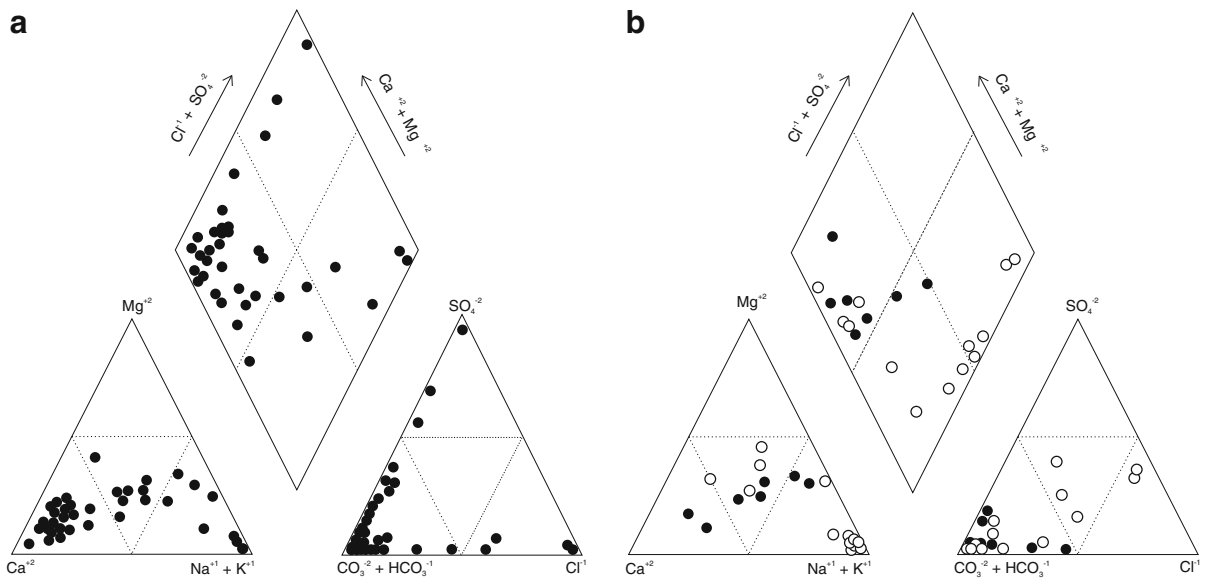 a
b
Cl⁻¹ + SO₄⁻²
Ca⁺² + Mg⁺²
Cl⁻¹ + SO₄⁻²
Ca⁺² + Mg⁺²
Mg⁺²
SO₄⁻²
Mg⁺²
SO₄⁻²
Ca⁺²
Na⁺¹ + K⁺¹
CO₃⁻² + HCO₃⁻¹
Cl⁻¹
Ca⁺²
Na⁺¹ + K⁺¹
CO₃⁻² + HCO₃⁻¹
Cl⁻¹